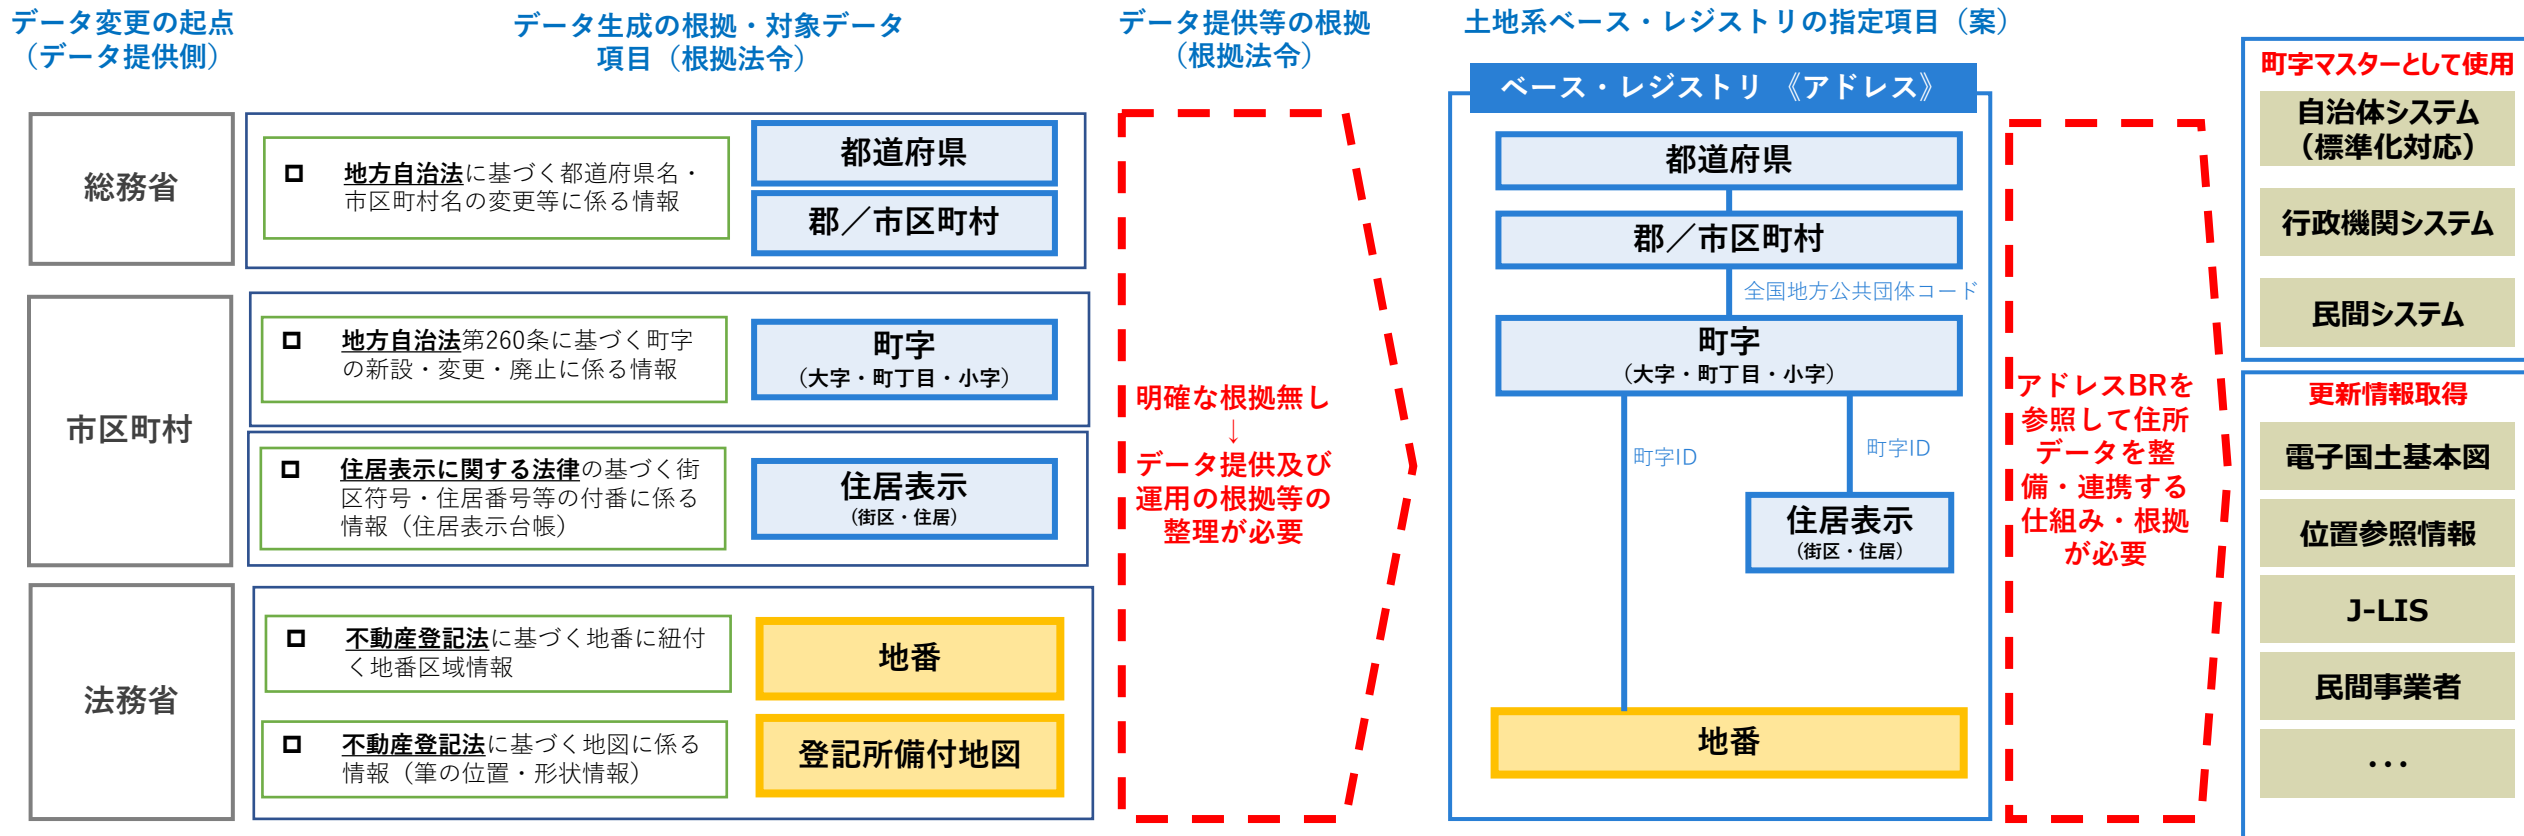 データ変更の起点
（データ提供側）
データ生成の根拠・対象データ
項目（根拠法令）
データ提供等の根拠
（根拠法令）
土地系ベース・レジストリの指定項目（案）
総務省
地方自治法に基づく都道府県名・
市区町村名の変更等に係る情報
都道府県
郡／市区町村
市区町村
地方自治法第260条に基づく町字
の新設・変更・廃止に係る情報
町字
（大字・町丁目・小字）
住居表示に関する法律の基づく街
区符号・住居番号等の付番に係る
情報（住居表示台帳）
住居表示
（街区・住居）
法務省
不動産登記法に基づく地番に紐付
く地番区域情報
地番
不動産登記法に基づく地図に係る
情報（筆の位置・形状情報）
登記所備付地図
明確な根拠無し
↓
データ提供及び
運用の根拠等の
整理が必要
ベース・レジストリ 《アドレス》
都道府県
郡／市区町村
全国地方公共団体コード
町字
（大字・町丁目・小字）
町字ID
町字ID
住居表示
（街区・住居）
地番
アドレスBRを
参照して住所
データを整
備・連携する
仕組み・根拠
が必要
町字マスターとして使用
自治体システム
（標準化対応）
行政機関システム
民間システム
更新情報取得
電子国土基本図
位置参照情報
J-LIS
民間事業者
・・・